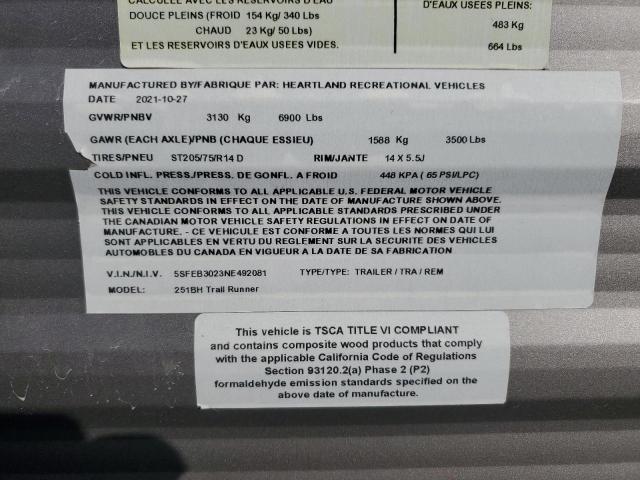 CALCULEE AVEC LES RESERVOIRS D'EAU
DOUCE PLEINS (FROID 154 Kg/ 340 Lbs
CHAUD 23 Kg/ 50 Lbs)
ET LES RESERVOIRS D'EAUX USEES VIDES.
D'EAUX USEES PLEINS:
483 Kg
664 Lbs
MANUFACTURED BY/FABRIQUE PAR: HEARTLAND RECREATIONAL VEHICLES
DATE 2021-10-27
GVWR/PNBV 3130 Kg 6900 Lbs
GAWR (EACH AXLE)/PNB (CHAQUE ESSIEU) 1588 Kg 3500 Lbs
TIRES/PNEU ST205/75/R14 D RIM/JANTE 14 X 5.5J
COLD INFL. PRESS./PRESS. DE GONFL. A FROID 448 KPA ( 65 PSI/LPC)
THIS VEHICLE CONFORMS TO ALL APPLICABLE U.S. FEDERAL MOTOR VEHICLE
SAFETY STANDARDS IN EFFECT ON THE DATE OF MANUFACTURE SHOWN ABOVE.
THIS VEHICLE CONFORMS TO ALL APPLICABLE STANDARDS PRESCRIBED UNDER
THE CANADIAN MOTOR VEHICLE SAFETY REGULATIONS IN EFFECT ON DATE OF
MANUFACTURE. - CE VEHICULE EST CONFORME A TOUTES LES NORMES QUI LUI
SONT APPLICABLES EN VERTU DU REGLEMENT SUR LA SECURITE DES VEHICLES
AUTOMOBILES DU CANADA EN VIGUEUR A LA DATE DE SA FABRICATION
V.I.N./N.I.V. 5SFEB3023NE492081 TYPE/TYPE: TRAILER / TRA / REM
MODEL: 251BH Trail Runner
This vehicle is TSCA TITLE VI COMPLIANT
and contains composite wood products that comply
with the applicable California Code of Regulations
Section 93120.2(a) Phase 2 (P2)
formaldehyde emission standards specified on the
above date of manufacture.